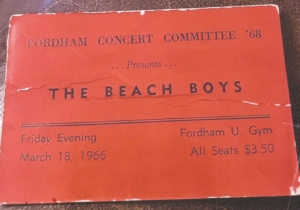 FORDHAM CONCERT COMMITTEE '68
...Presents...
THE BEACH BOYS
Friday Evening
March 18, 1966
Fordham U. Gym
All Seats $3.50